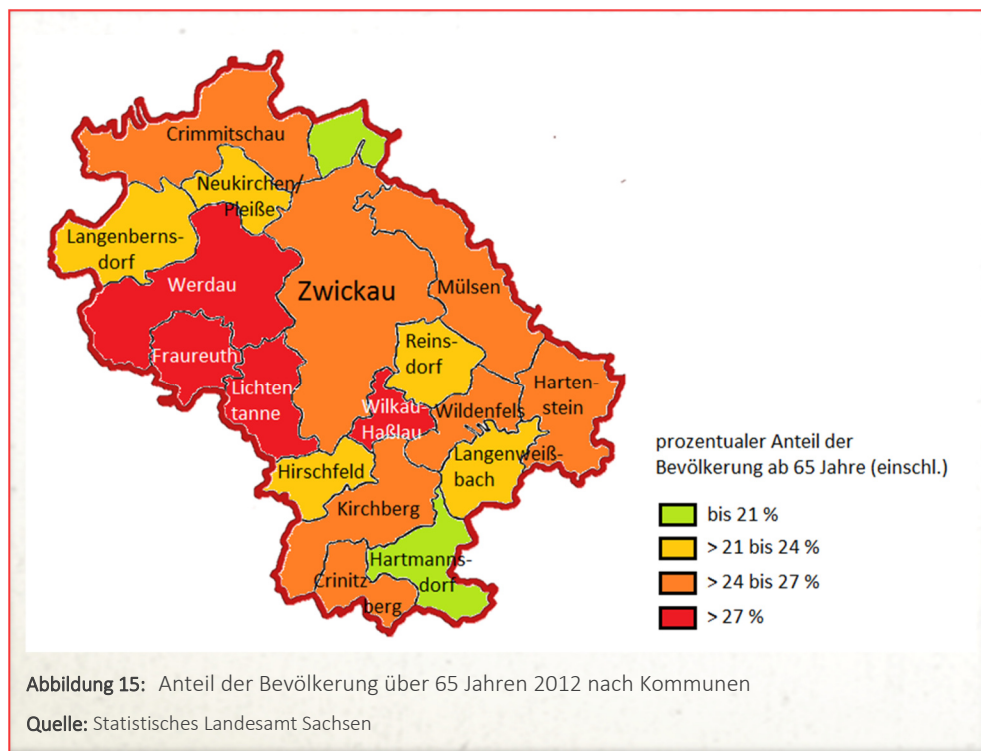 Crimmitschau
Neukirchen/
Pleiße
Langenberns-
dorf
Werdau
Zwickau
Mülsen
Fraureuth
Reins-
dorf
Lichten-
tanne
Harten-
stein
Wilkau-
Haßlau
Wildenfels
Hirschfeld
Langenweiß-
bach
Kirchberg
Hartmanns-
dorf
Crinitz
berg
prozentualer Anteil der
Bevölkerung ab 65 Jahre (einschl.)
bis 21 %
> 21 bis 24 %
> 24 bis 27 %
> 27 %
Abbildung 15: Anteil der Bevölkerung über 65 Jahren 2012 nach Kommunen
Quelle: Statistisches Landesamt Sachsen